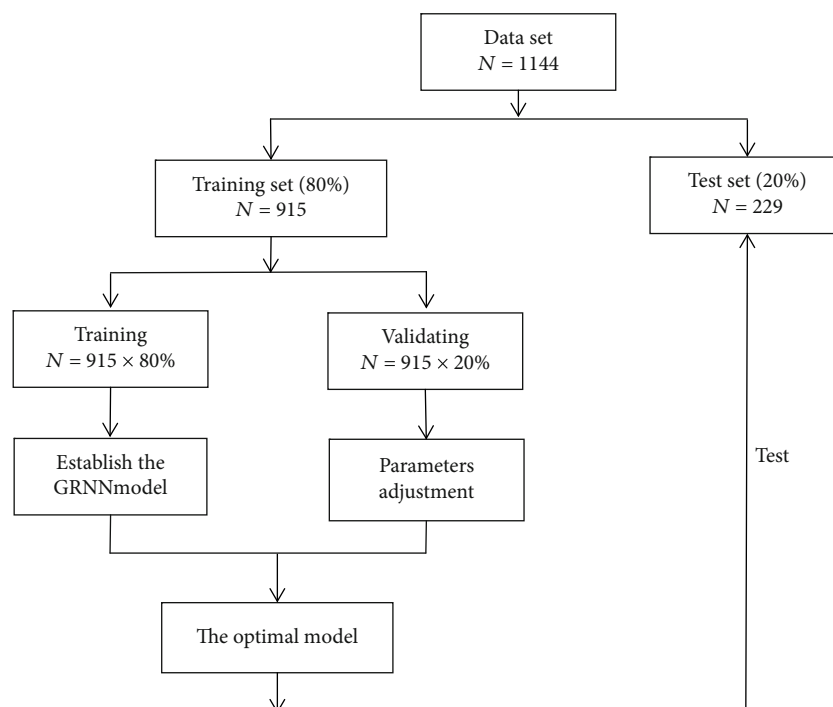 Data set
N = 1144
Training set (80%)
N = 915
Test set (20%)
N = 229
Training
N = 915 × 80%
Validating
N = 915 × 20%
Establish the
GRNNmodel
Parameters
adjustment
Test
The optimal model